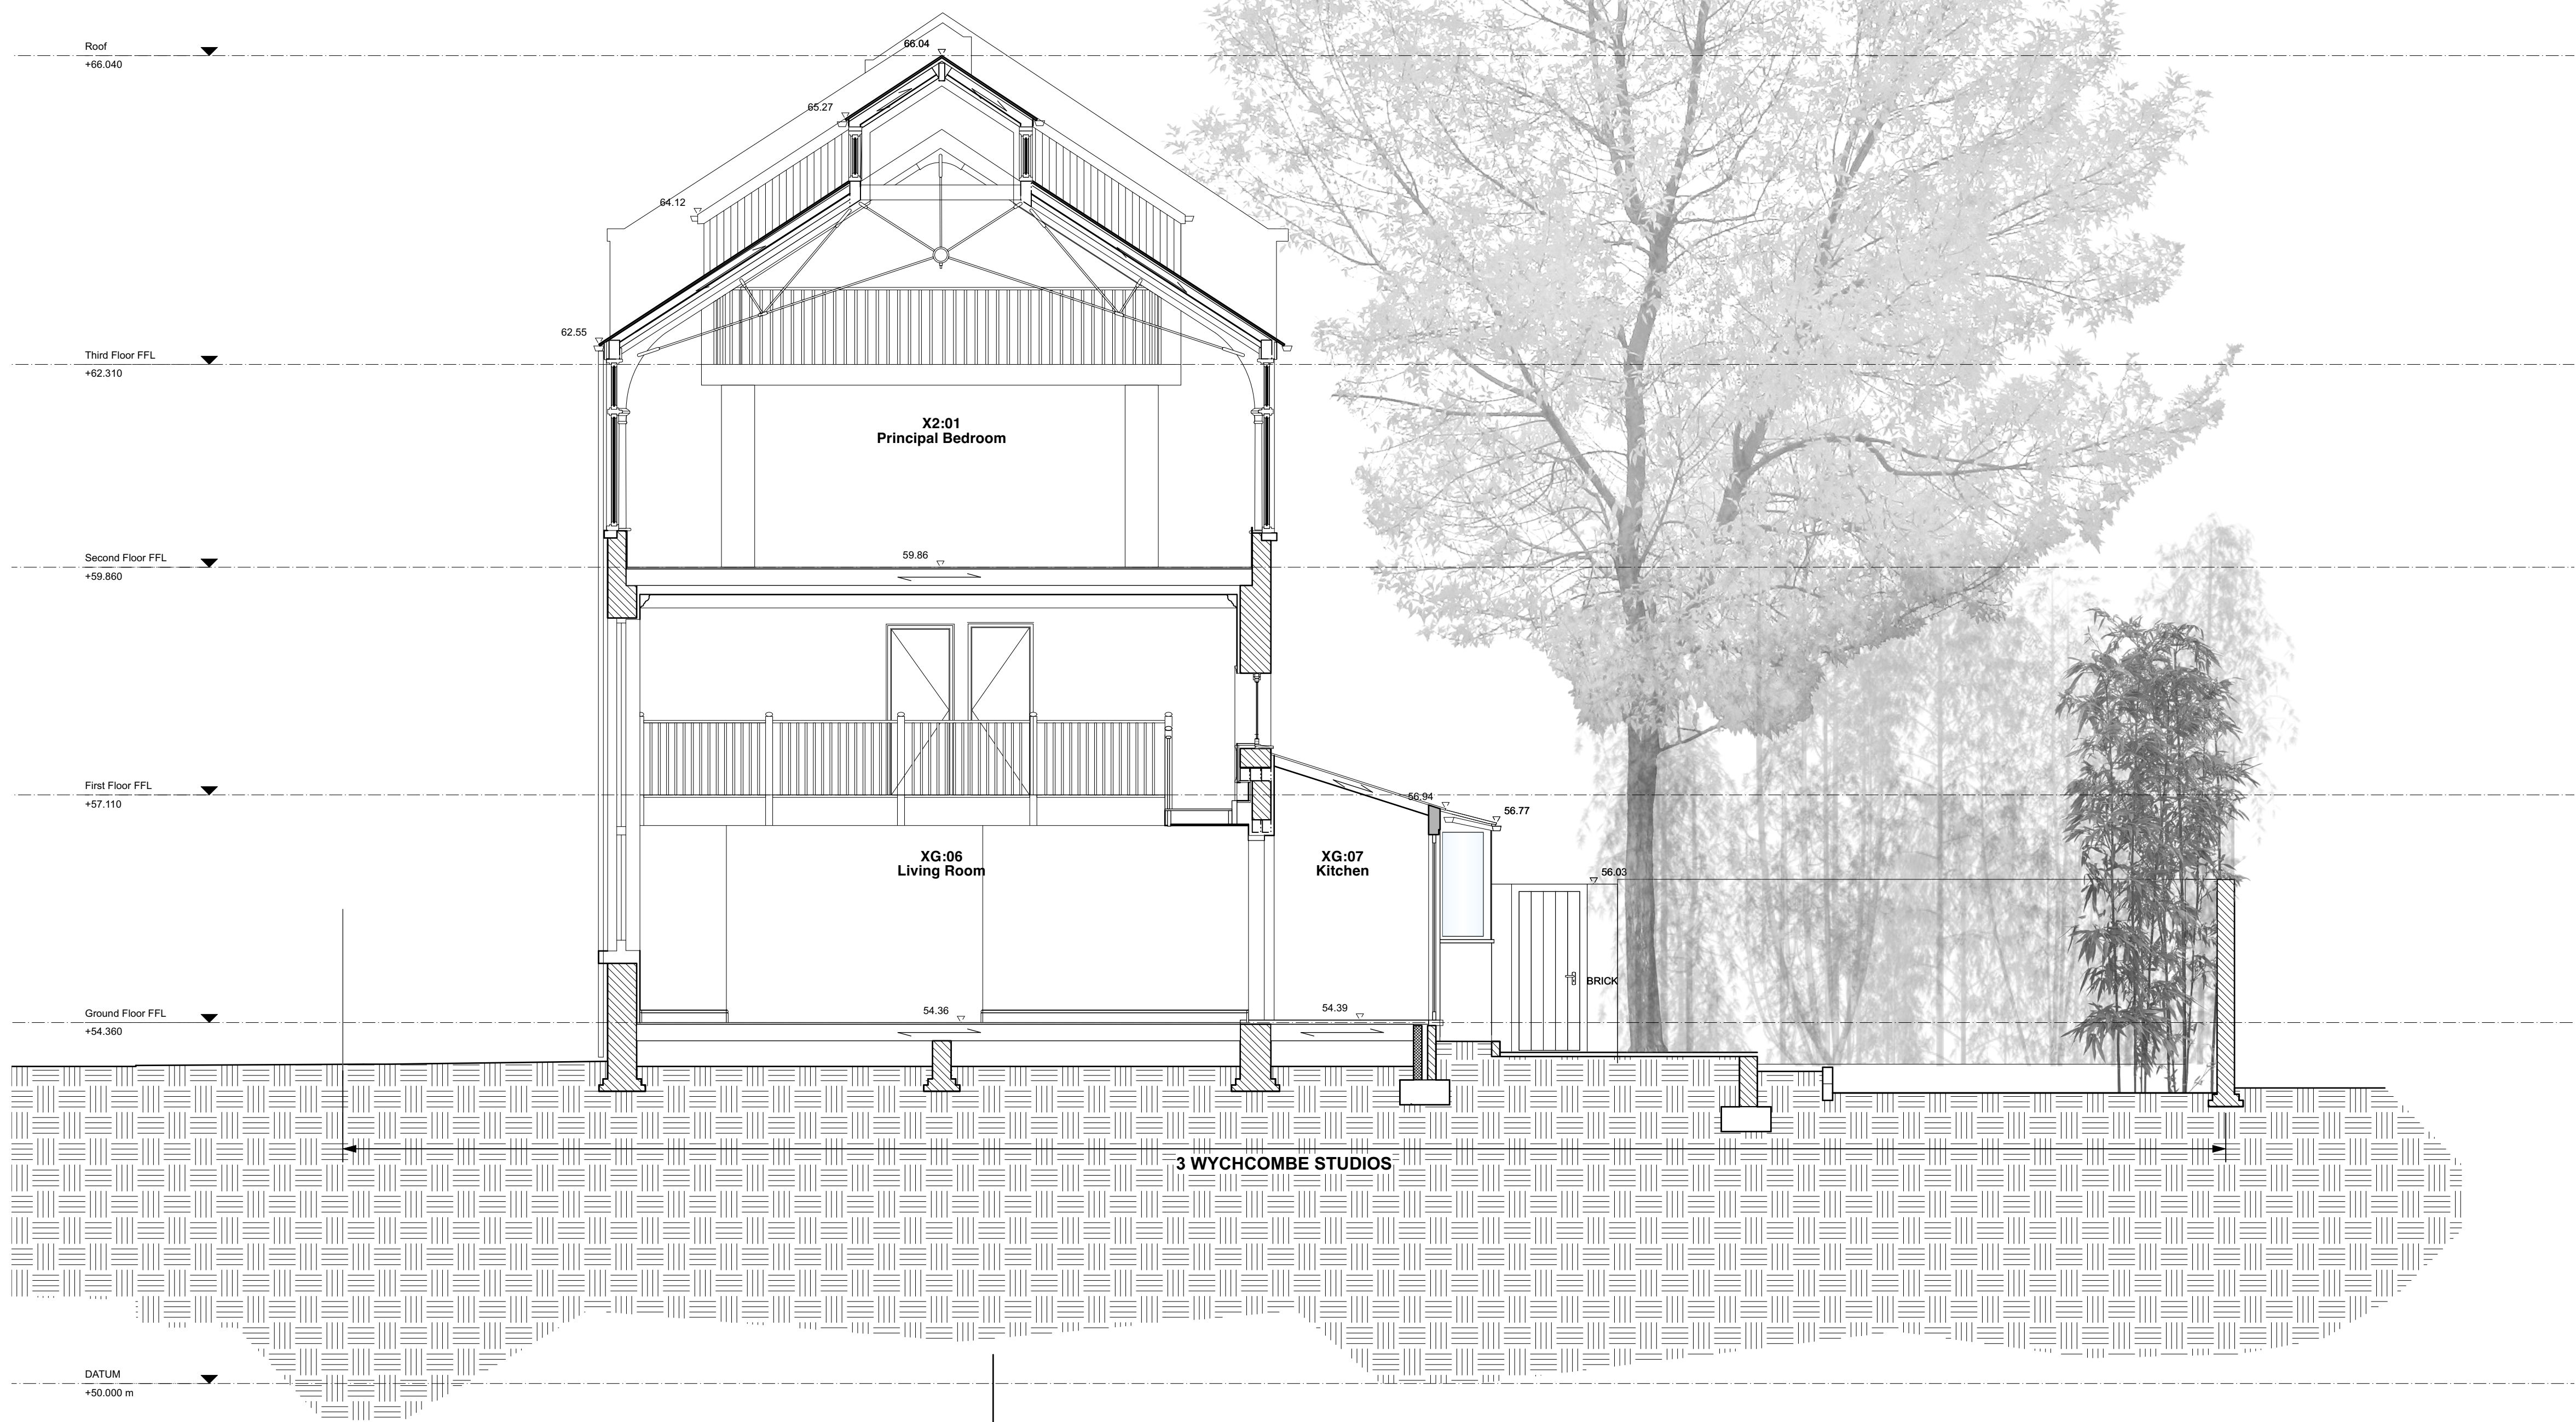 Roof
+66.040
66.04
65.27
64.12
62.55
Third Floor FFL
+62.310
X2:01
Principal Bedroom
Second Floor FFL
+59.860
59.86
First Floor FFL
+57.110
56.94
56.77
XG:06
Living Room
XG:07
Kitchen
56.03
BRICK
Ground Floor FFL
+54.360
54.36
54.39
3 WYCHCOMBE STUDIOS
DATUM
+50.000 m